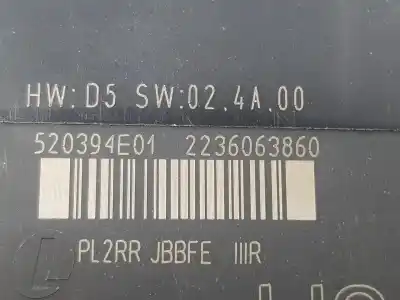 HW: D5 SW:02.4A.00
520394E01 2236063860
PL2RR JBBFE IIIR